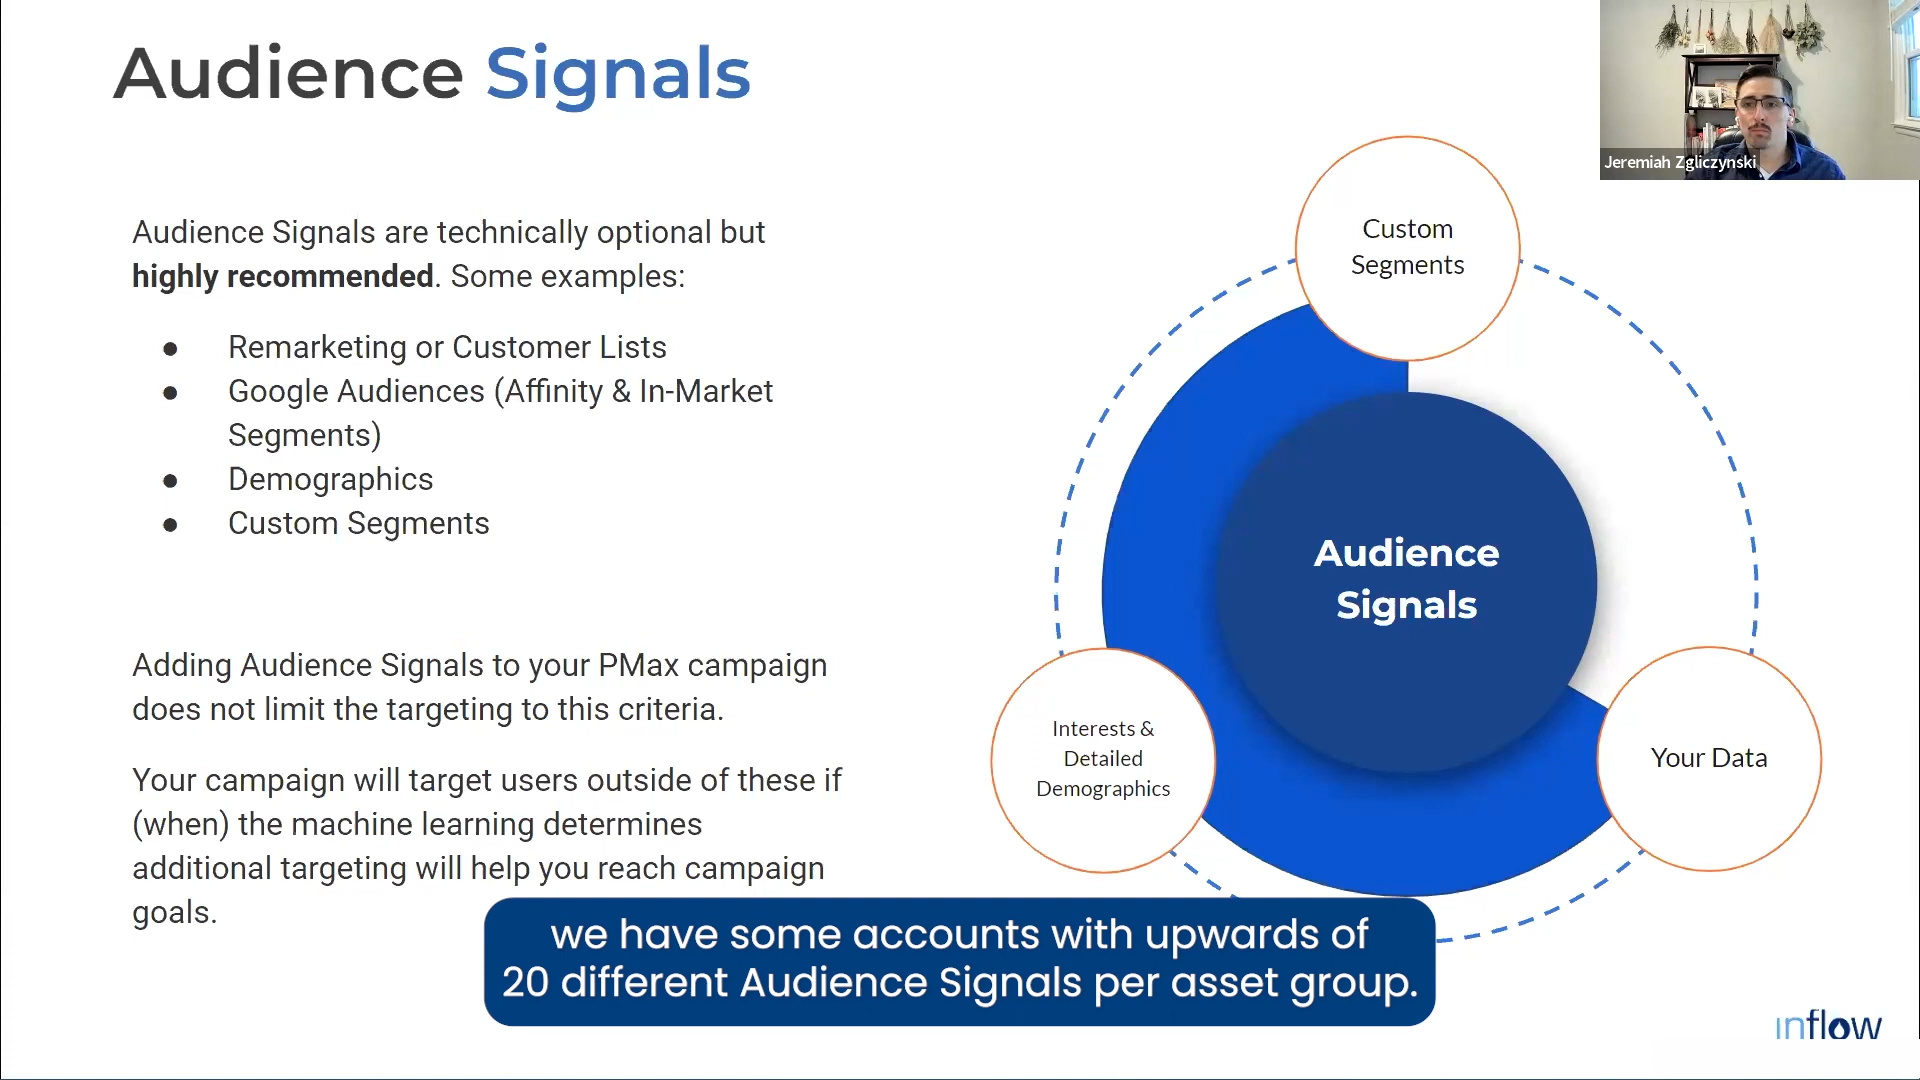 Audience Signals
Jeremiah Zgliczynski
Audience Signals are technically optional but
highly recommended. Some examples:
● Remarketing or Customer Lists
● Google Audiences (Affinity & In-Market
Segments)
● Demographics
● Custom Segments
Adding Audience Signals to your PMax campaign
does not limit the targeting to this criteria.
Your campaign will target users outside of these if
(when) the machine learning determines
additional targeting will help you reach campaign
goals.
Custom
Segments
Audience
Signals
Interests &
Detailed
Demographics
Your Data
we have some accounts with upwards of
20 different Audience Signals per asset group.
inflow